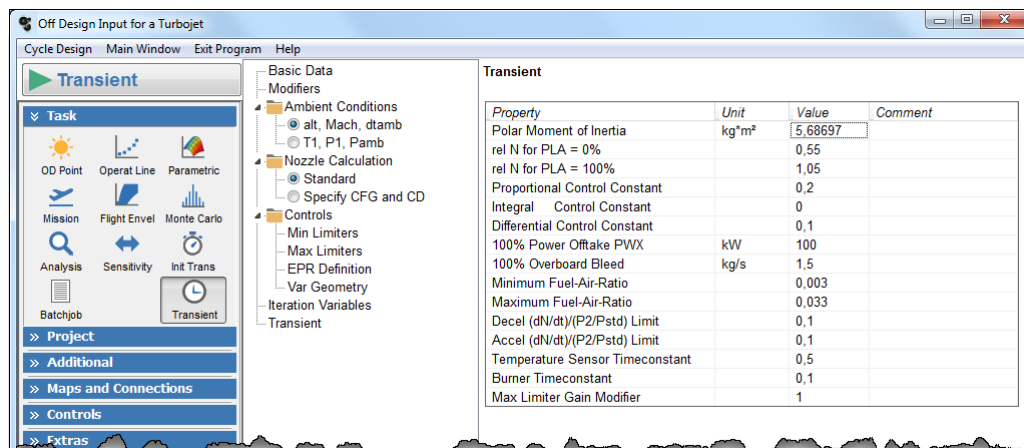 Off Design Input for a Turbojet
Cycle Design Main Window Exit Program Help
Transient
Task
OD Point Operat Line Parametric
Mission Flight Envel Monte Carlo
Analysis Sensitivity Init Trans
Batchjob Transient
Project
Additional
Maps and Connections
Controls
Extras
Basic Data
Modifiers
Ambient Conditions
alt, Mach, dtamb
T1, P1, Pamb
Nozzle Calculation
Standard
Specify CFG and CD
Controls
Min Limiters
Max Limiters
EPR Definition
Var Geometry
Iteration Variables
Transient
Transient
Property Unit Value Comment
Polar Moment of Inertia kg*m² 5,68697
rel N for PLA = 0% 0,55
rel N for PLA = 100% 1,05
Proportional Control Constant 0,2
Integral Control Constant 0
Differential Control Constant 0,1
100% Power Offtake PWX kW 100
100% Overboard Bleed kg/s 1,5
Minimum Fuel-Air-Ratio 0,003
Maximum Fuel-Air-Ratio 0,033
Decel (dN/dt)/(P2/Pstd) Limit 0,1
Accel (dN/dt)/(P2/Pstd) Limit 0,1
Temperature Sensor Timeconstant 0,5
Burner Timeconstant 0,1
Max Limiter Gain Modifier 1